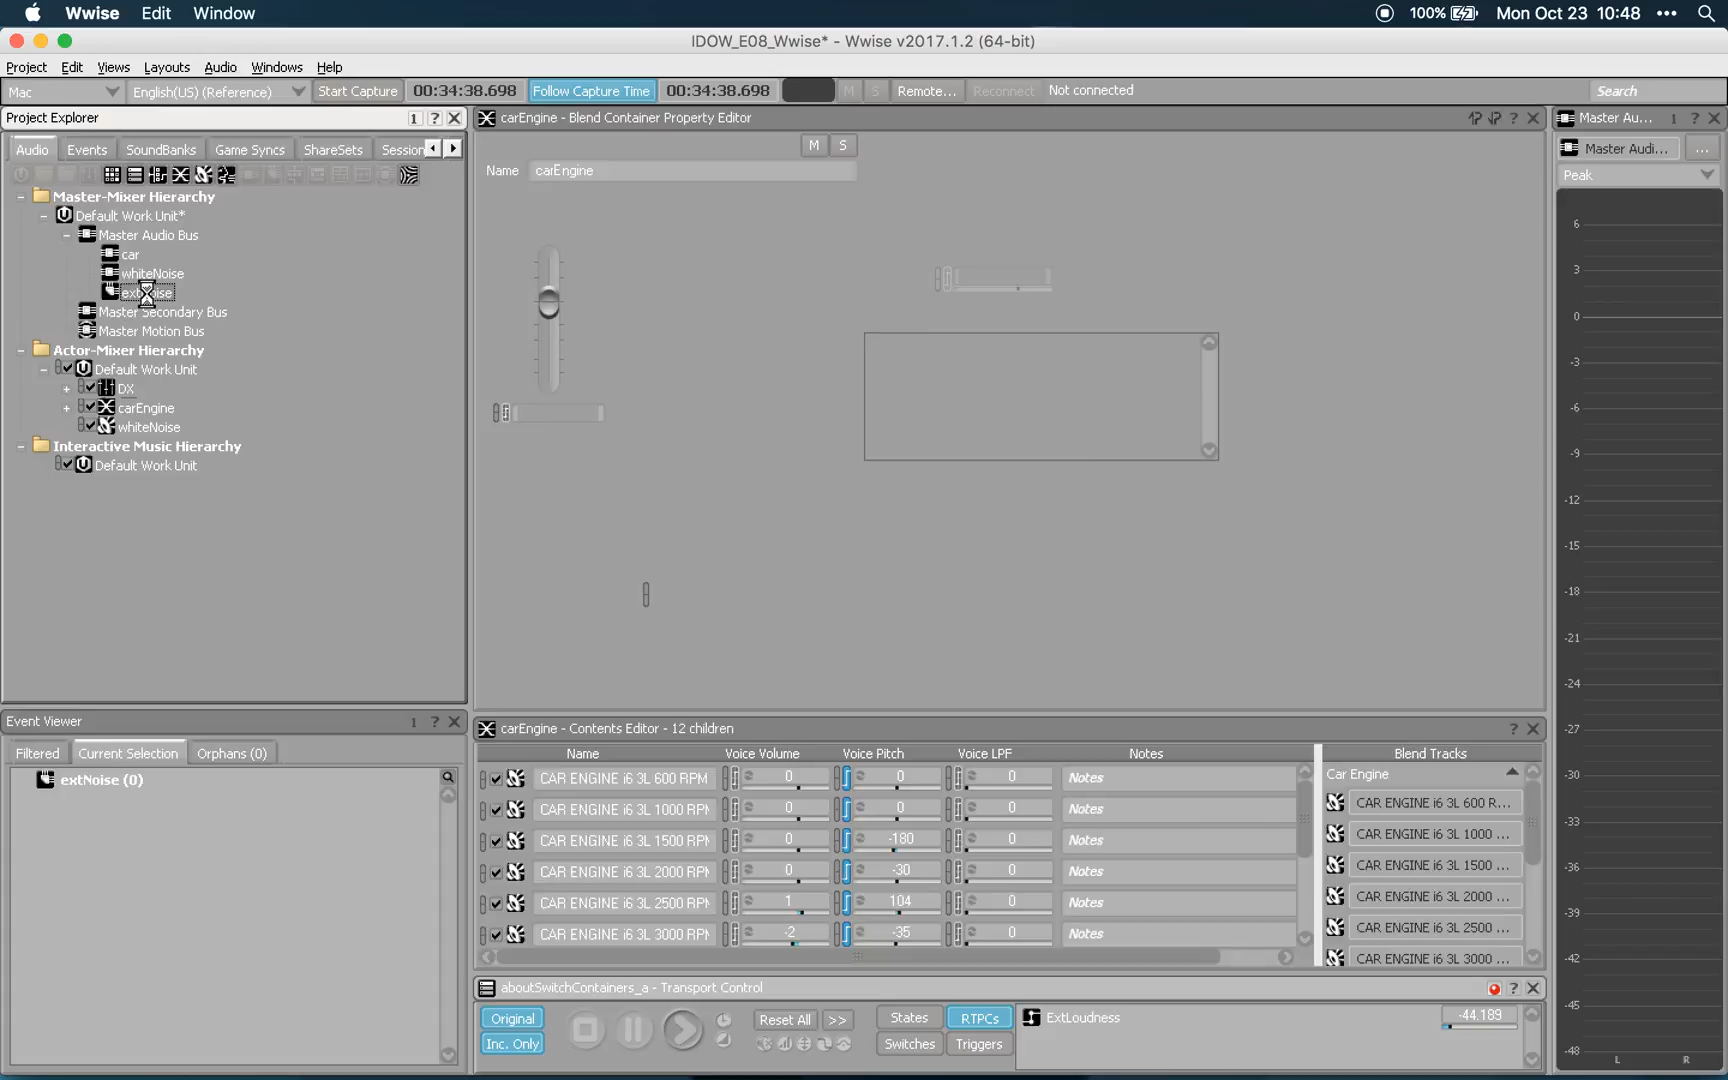 Wwise Edit Window 100% Mon Oct 23 10:48
IDOW_E08_Wwise* - Wwise v2017.1.2 (64-bit)
Project Edit Views Layouts Audio Windows Help
Mac English(US) (Reference) Start Capture 00:34:38.698 Follow Capture Time 00:34:38.698 M S Remote... Reconnect Not connected Search
Project Explorer
Audio Events SoundBanks Game Syncs ShareSets Session
Master-Mixer Hierarchy
Default Work Unit*
Master Audio Bus
car
whiteNoise
extNoise
Master Secondary Bus
Master Motion Bus
Actor-Mixer Hierarchy
Default Work Unit
DX
carEngine
whiteNoise
Interactive Music Hierarchy
Default Work Unit
Event Viewer
Filtered Current Selection Orphans (0)
extNoise (0)
carEngine - Blend Container Property Editor
M S
Name carEngine
carEngine - Contents Editor - 12 children
Name Voice Volume Voice Pitch Voice LPF Notes
CAR ENGINE i6 3L 600 RPM 0 0 0 Notes
CAR ENGINE i6 3L 1000 RPM 0 0 0 Notes
CAR ENGINE i6 3L 1500 RPM 0 -180 0 Notes
CAR ENGINE i6 3L 2000 RPM 0 -30 0 Notes
CAR ENGINE i6 3L 2500 RPM 1 104 0 Notes
CAR ENGINE i6 3L 3000 RPM -2 -35 0 Notes
Blend Tracks
Car Engine
CAR ENGINE i6 3L 600 R...
CAR ENGINE i6 3L 1000 ...
CAR ENGINE i6 3L 1500 ...
CAR ENGINE i6 3L 2000 ...
CAR ENGINE i6 3L 2500 ...
CAR ENGINE i6 3L 3000 ...
aboutSwitchContainers_a - Transport Control
Original Reset All >> States RTPCs ExtLoudness -44.189
Inc. Only Switches Triggers
Master Au...
Master Audi... ...
Peak
6
3
0
-3
-6
-9
-12
-15
-18
-21
-24
-27
-30
-33
-36
-39
-42
-45
-48
L R